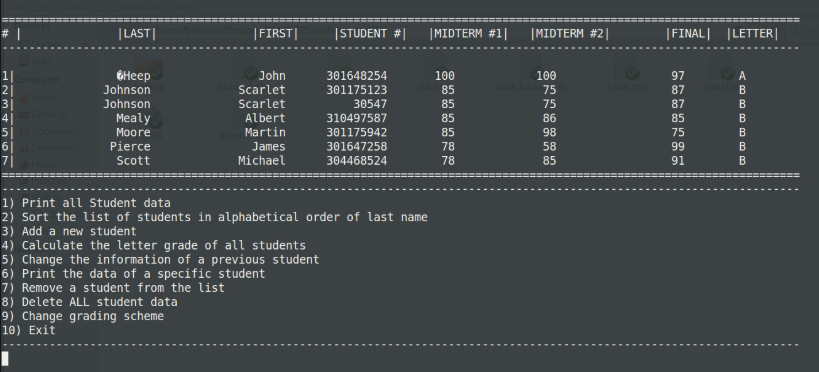 # | |LAST| |FIRST| |STUDENT #| |MIDTERM #1| |MIDTERM #2| |FINAL| |LETTER|
1| �Heep John 301648254 100 100 97 A
2| Johnson Scarlet 301175123 85 75 87 B
3| Johnson Scarlet 30547 85 75 87 B
4| Mealy Albert 310497587 85 86 85 B
5| Moore Martin 301175942 85 98 75 B
6| Pierce James 301647258 78 58 99 B
7| Scott Michael 304468524 78 85 91 B
1) Print all Student data
2) Sort the list of students in alphabetical order of last name
3) Add a new student
4) Calculate the letter grade of all students
5) Change the information of a previous student
6) Print the data of a specific student
7) Remove a student from the list
8) Delete ALL student data
9) Change grading scheme
10) Exit